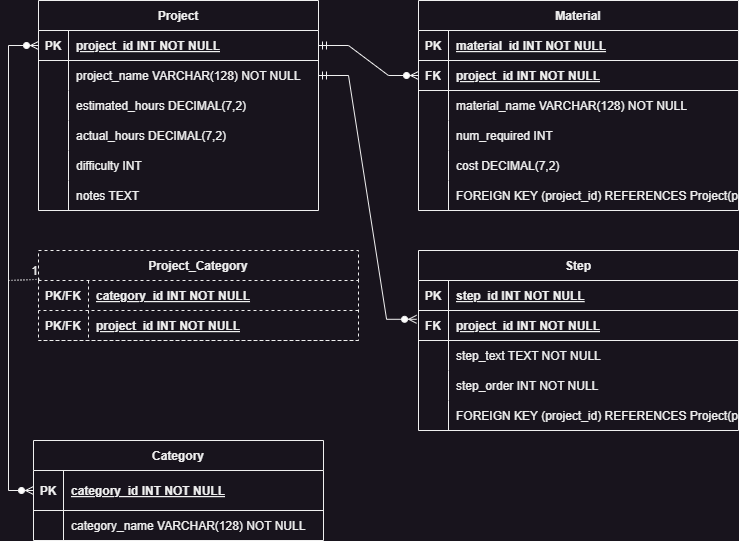 Project
PK project_id INT NOT NULL
project_name VARCHAR(128) NOT NULL
estimated_hours DECIMAL(7,2)
actual_hours DECIMAL(7,2)
difficulty INT
notes TEXT
Material
PK material_id INT NOT NULL
FK project_id INT NOT NULL
material_name VARCHAR(128) NOT NULL
num_required INT
cost DECIMAL(7,2)
FOREIGN KEY (project_id) REFERENCES Project(p
1
Project_Category
PK/FK category_id INT NOT NULL
PK/FK project_id INT NOT NULL
Step
PK step_id INT NOT NULL
FK project_id INT NOT NULL
step_text TEXT NOT NULL
step_order INT NOT NULL
FOREIGN KEY (project_id) REFERENCES Project(p
Category
PK category_id INT NOT NULL
category_name VARCHAR(128) NOT NULL